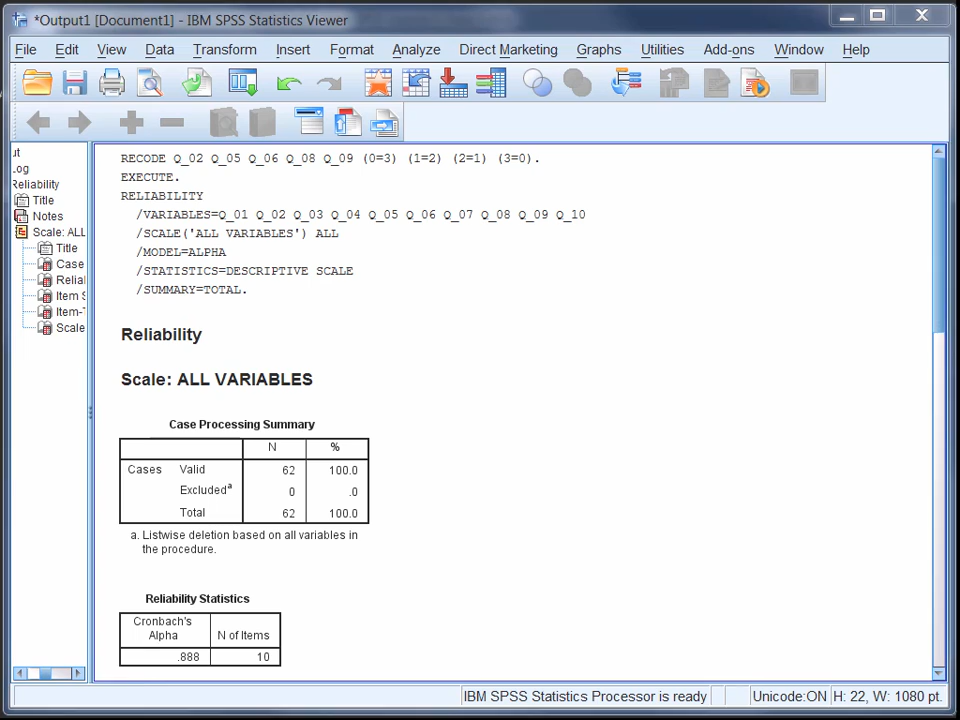 *Output1 [Document1] - IBM SPSS Statistics Viewer
File Edit View Data Transform Insert Format Analyze Direct Marketing Graphs Utilities Add-ons Window Help
ut
Log
Reliability
Title
Notes
Scale: ALL
Title
Case
Reliab
Item S
Item-T
Scale
RECODE Q_02 Q_05 Q_06 Q_08 Q_09 (0=3) (1=2) (2=1) (3=0).
EXECUTE.
RELIABILITY
/VARIABLES=Q_01 Q_02 Q_03 Q_04 Q_05 Q_06 Q_07 Q_08 Q_09 Q_10
/SCALE('ALL VARIABLES') ALL
/MODEL=ALPHA
/STATISTICS=DESCRIPTIVE SCALE
/SUMMARY=TOTAL.
Reliability
Scale: ALL VARIABLES
Case Processing Summary
N %
Cases Valid 62 100.0
Excludedᵃ 0 .0
Total 62 100.0
a. Listwise deletion based on all variables in
the procedure.
Reliability Statistics
Cronbach's
Alpha N of Items
.888 10
IBM SPSS Statistics Processor is ready Unicode:ON H: 22, W: 1080 pt.